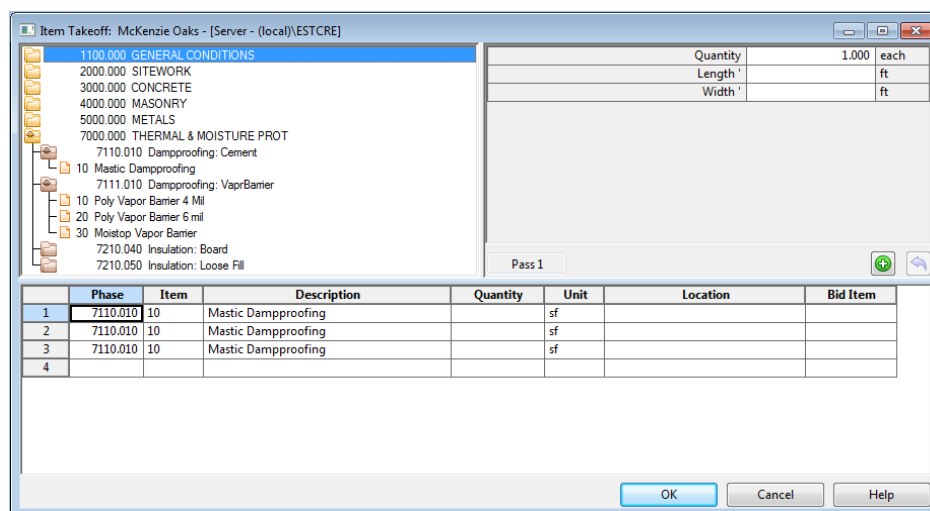 Item Takeoff: McKenzie Oaks - [Server - (local)\ESTCRE]
1100.000 GENERAL CONDITIONS
2000.000 SITEWORK
3000.000 CONCRETE
4000.000 MASONRY
5000.000 METALS
7000.000 THERMAL & MOISTURE PROT
7110.010 Dampproofing: Cement
10 Mastic Dampproofing
7111.010 Dampproofing: VaprBarrier
10 Poly Vapor Barrier 4 Mil
20 Poly Vapor Barrier 6 mil
30 Moistop Vapor Barrier
7210.040 Insulation: Board
7210.050 Insulation: Loose Fill
Quantity 1.000 each
Length ' ft
Width ' ft
Pass 1
Phase Item Description Quantity Unit Location Bid Item
1 7110.010 10 Mastic Dampproofing sf
2 7110.010 10 Mastic Dampproofing sf
3 7110.010 10 Mastic Dampproofing sf
4
OK Cancel Help